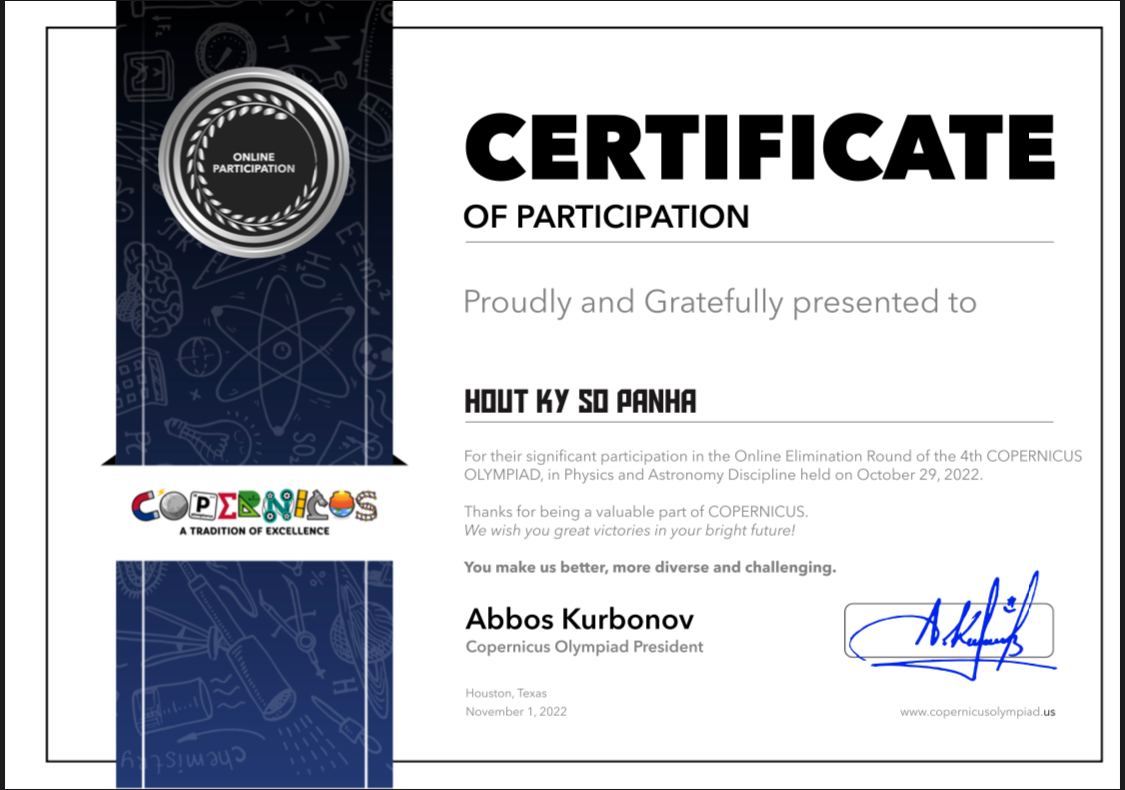 ONLINE
PARTICIPATION
E=mc²
H₂O
SO₂
H
Chemistry
COPERNICUS
A TRADITION OF EXCELLENCE
CERTIFICATE
OF PARTICIPATION
Proudly and Gratefully presented to
HOUT KY SO PANHA
For their significant participation in the Online Elimination Round of the 4th COPERNICUS
OLYMPIAD, in Physics and Astronomy Discipline held on October 29, 2022.
Thanks for being a valuable part of COPERNICUS.
We wish you great victories in your bright future!
You make us better, more diverse and challenging.
Abbos Kurbonov
Copernicus Olympiad President
Houston, Texas
November 1, 2022
www.copernicusolympiad.us